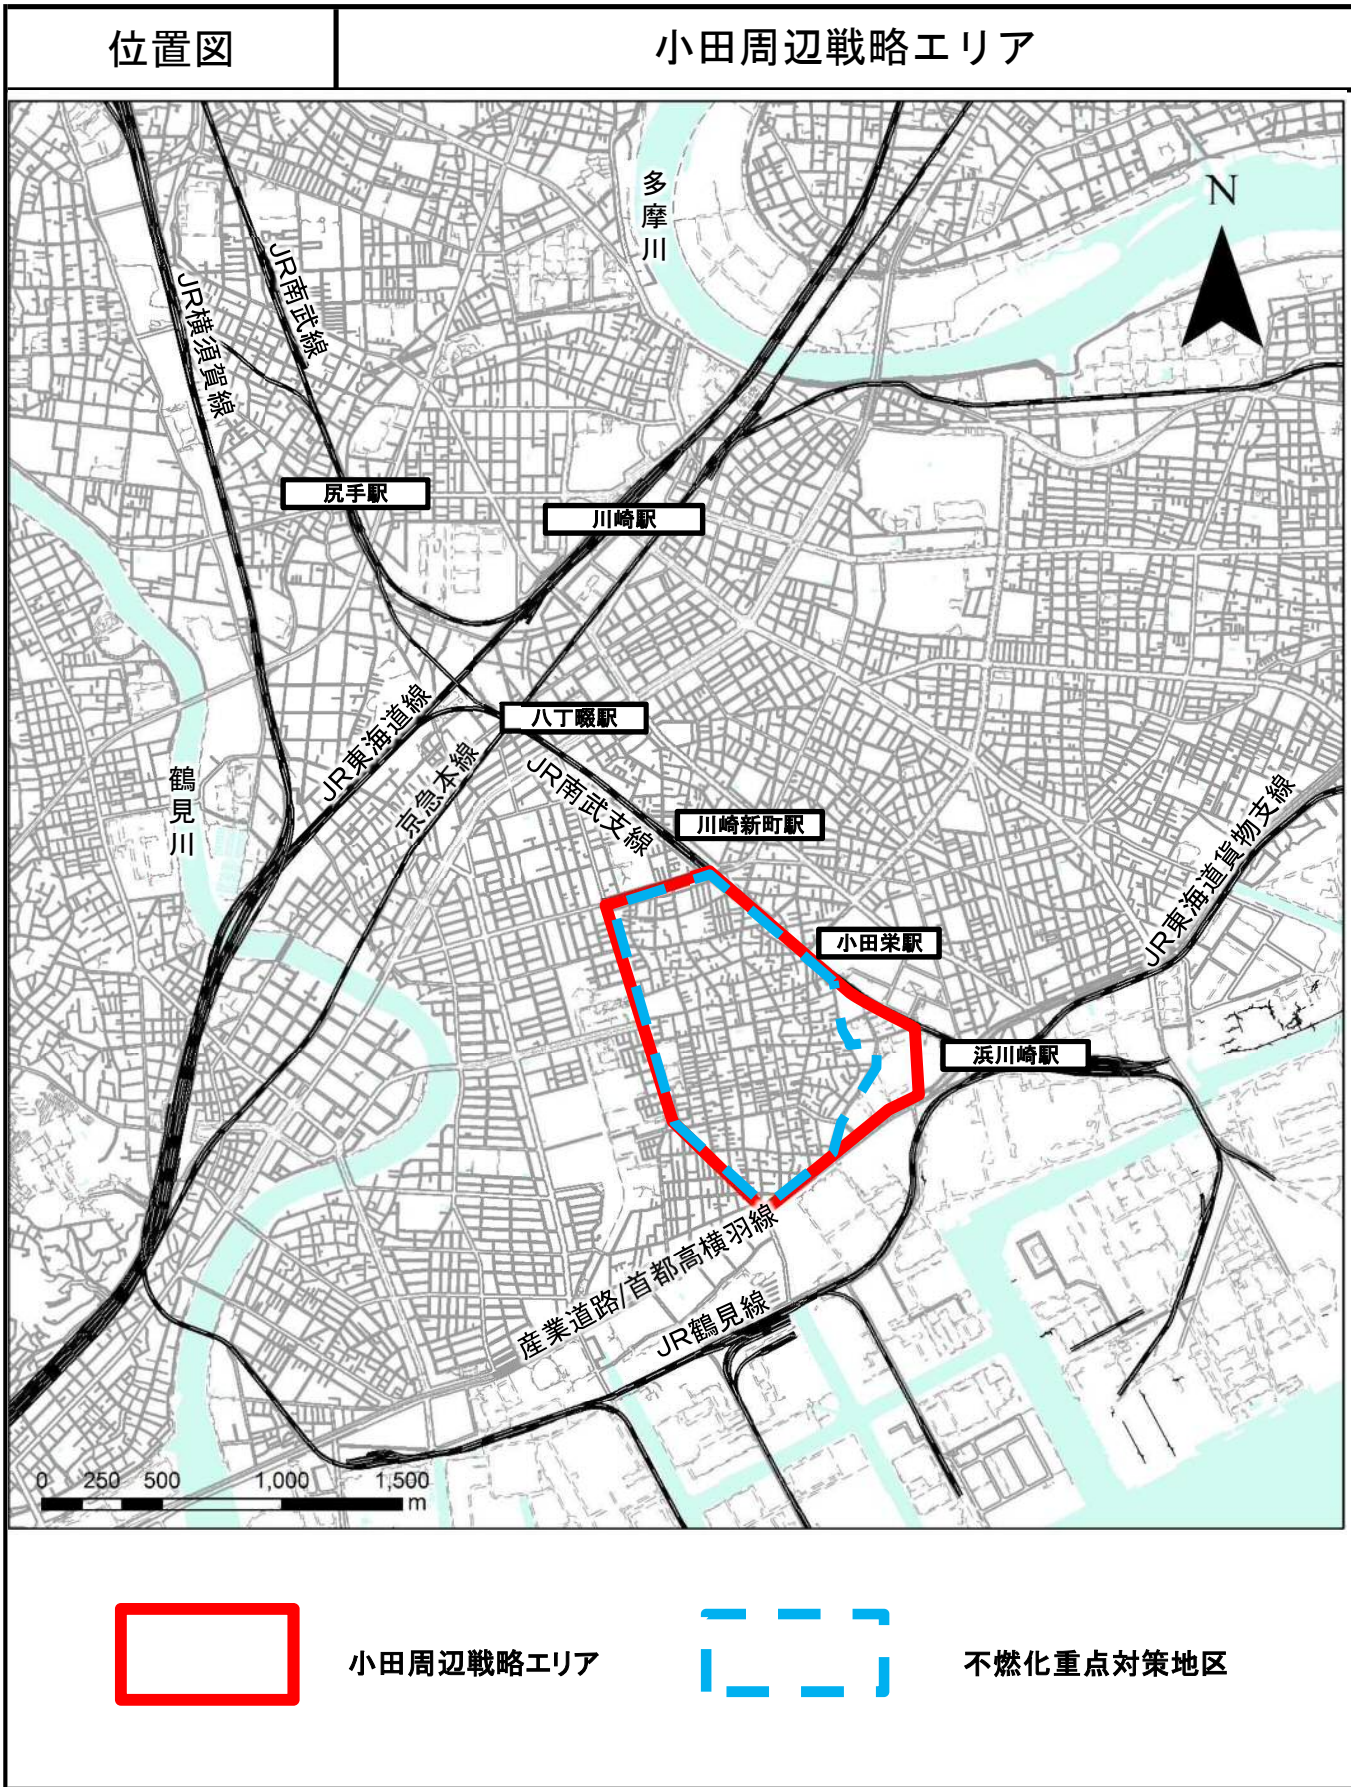 位置図
小田周辺戦略エリア
多摩川
N
JR南武線
JR横須賀線
尻手駅
川崎駅
八丁畷駅
JR東海道線
京急本線
JR南武支線
鶴見川
川崎新町駅
JR東海道貨物支線
小田栄駅
浜川崎駅
産業道路/首都高横羽線
JR鶴見線
0 250 500 1,000 1,500
m
小田周辺戦略エリア
不燃化重点対策地区